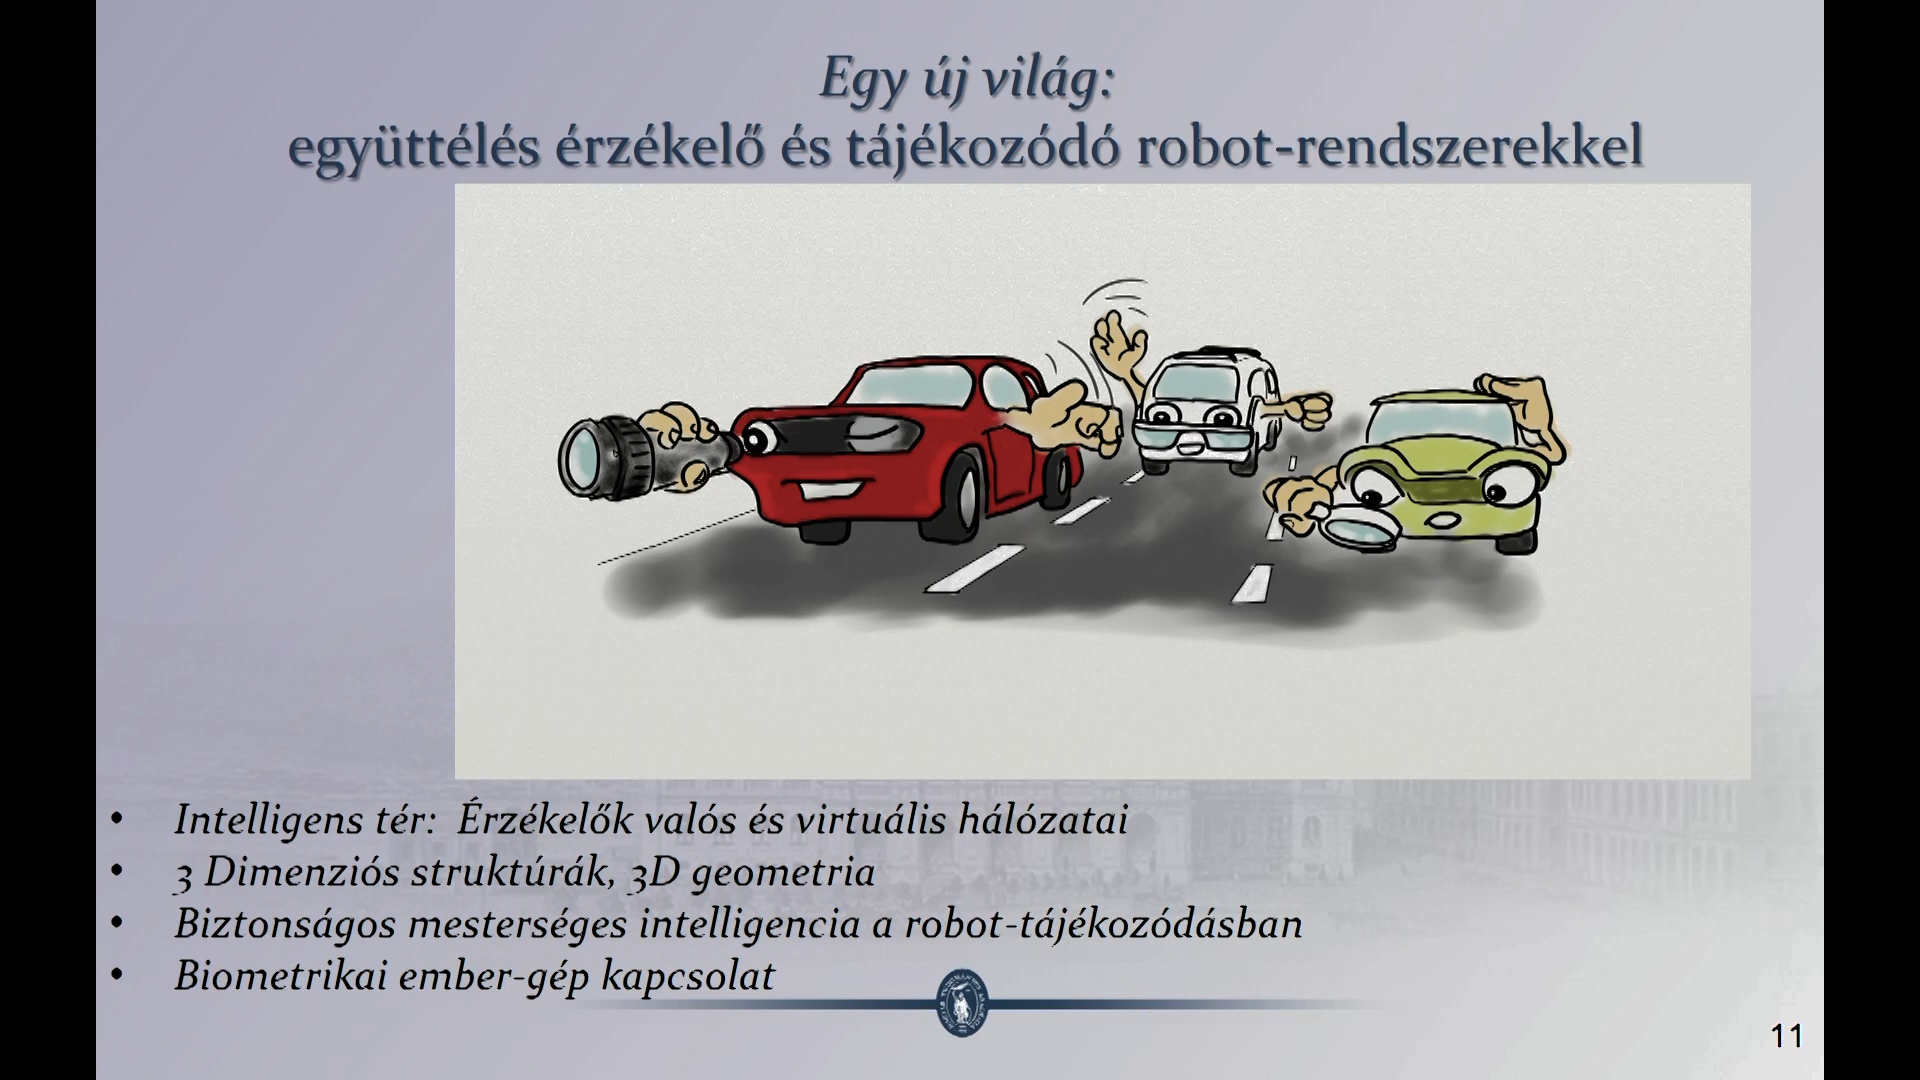 Egy új világ:
együttélés érzékelő és tájékozódó robot-rendszerekkel
• Intelligens tér: Érzékelők valós és virtuális hálózatai
• 3 Dimenziós struktúrák, 3D geometria
• Biztonságos mesterséges intelligencia a robot-tájékozódásban
• Biometrikai ember-gép kapcsolat
11